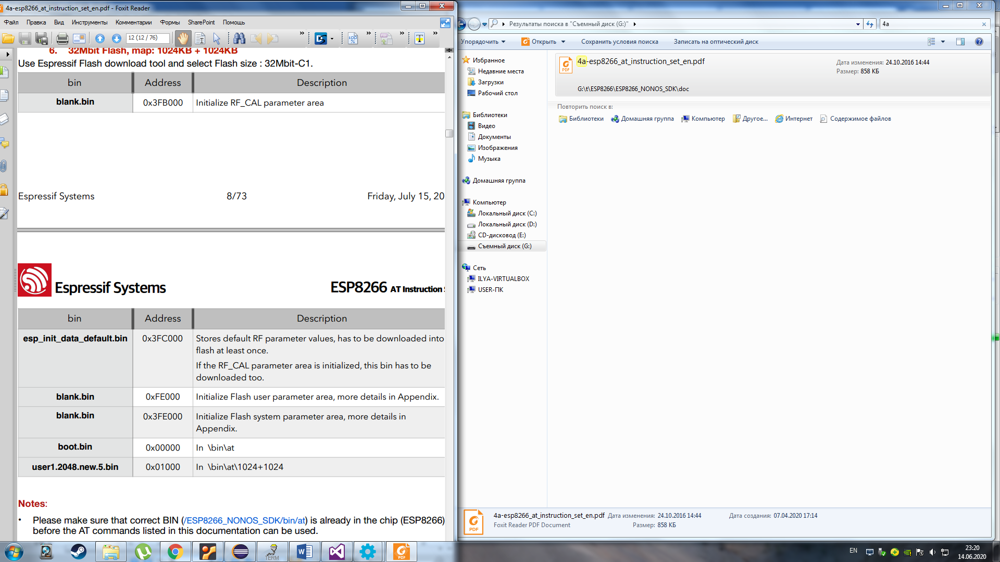 4a-esp8266_at_instruction_set_en.pdf - Foxit Reader
Файл Правка Вид Инструменты Комментарии Формы SharePoint Помощь
12 (12 / 76)
6. 32Mbit Flash, map: 1024KB + 1024KB
Use Espressif Flash download tool and select Flash size : 32Mbit-C1.
bin Address Description
blank.bin 0x3FB000 Initialize RF_CAL parameter area
Espressif Systems 8/73 Friday, July 15, 20
Espressif Systems ESP8266 AT Instruction
bin Address Description
esp_init_data_default.bin 0x3FC000 Stores default RF parameter values, has to be downloaded into
flash at least once.
If the RF_CAL parameter area is initialized, this bin has to be
downloaded too.
blank.bin 0xFE000 Initialize Flash user parameter area, more details in Appendix.
blank.bin 0x3FE000 Initialize Flash system parameter area, more details in
Appendix.
boot.bin 0x00000 In \bin\at
user1.2048.new.5.bin 0x01000 In \bin\at\1024+1024
Notes:
• Please make sure that correct BIN (/ESP8266_NONOS_SDK/bin/at) is already in the chip (ESP8266)
before the AT commands listed in this documentation can be used.
Результаты поиска в "Съемный диск (G:)"
4a
Упорядочить Открыть Сохранить условия поиска Записать на оптический диск
Избранное
Недавние места
Загрузки
Рабочий стол
Библиотеки
Видео
Документы
Изображения
Музыка
Домашняя группа
Компьютер
Локальный диск (C:)
Локальный диск (D:)
CD-дисковод (E:)
Съемный диск (G:)
Сеть
ILYA-VIRTUALBOX
USER-ПК
4a-esp8266_at_instruction_set_en.pdf
Дата изменения: 24.10.2016 14:44
Размер: 858 КБ
G:\t\ESP8266\ESP8266_NONOS_SDK\doc
Повторить поиск в:
Библиотеки Домашняя группа Компьютер Другое... Интернет Содержимое файлов
4a-esp8266_at_instruction_set_en.pdf Дата изменения: 24.10.2016 14:44 Дата создания: 07.04.2020 17:14
Foxit Reader PDF Document Размер: 858 КБ
PDF
TERM
PDF
EN
23:20
14.06.2020